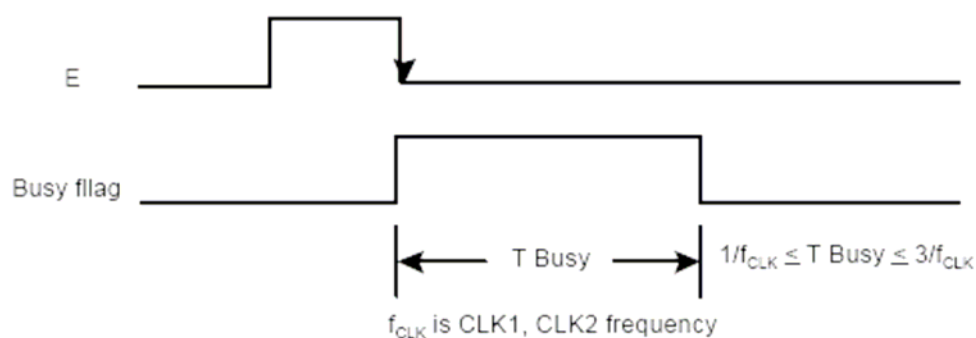 E
Busy fllag
T Busy
1/fCLK ≤ T Busy ≤ 3/fCLK
fCLK is CLK1, CLK2 frequency